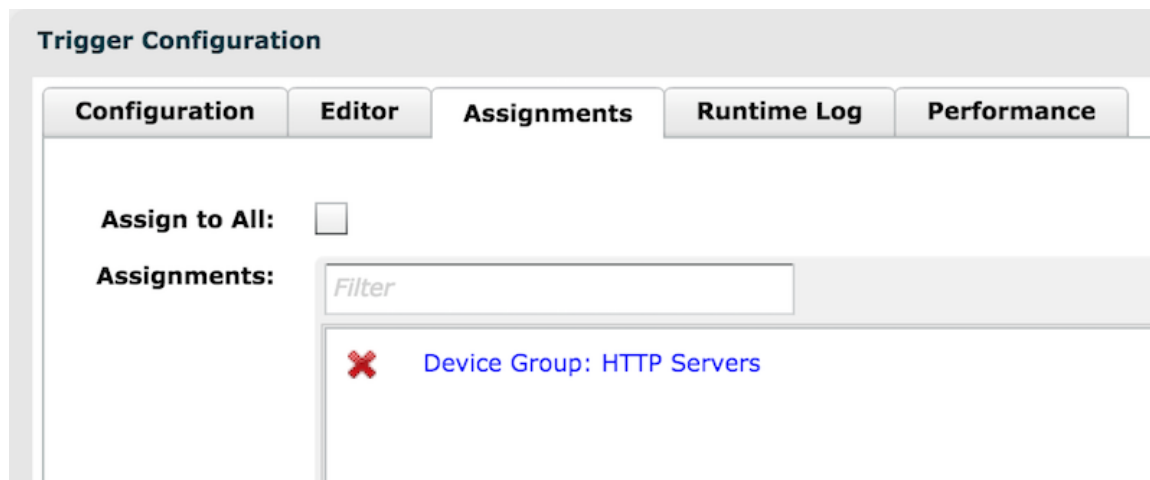 Trigger Configuration
Configuration Editor Assignments Runtime Log Performance
Assign to All:
Assignments:
Filter
Device Group: HTTP Servers